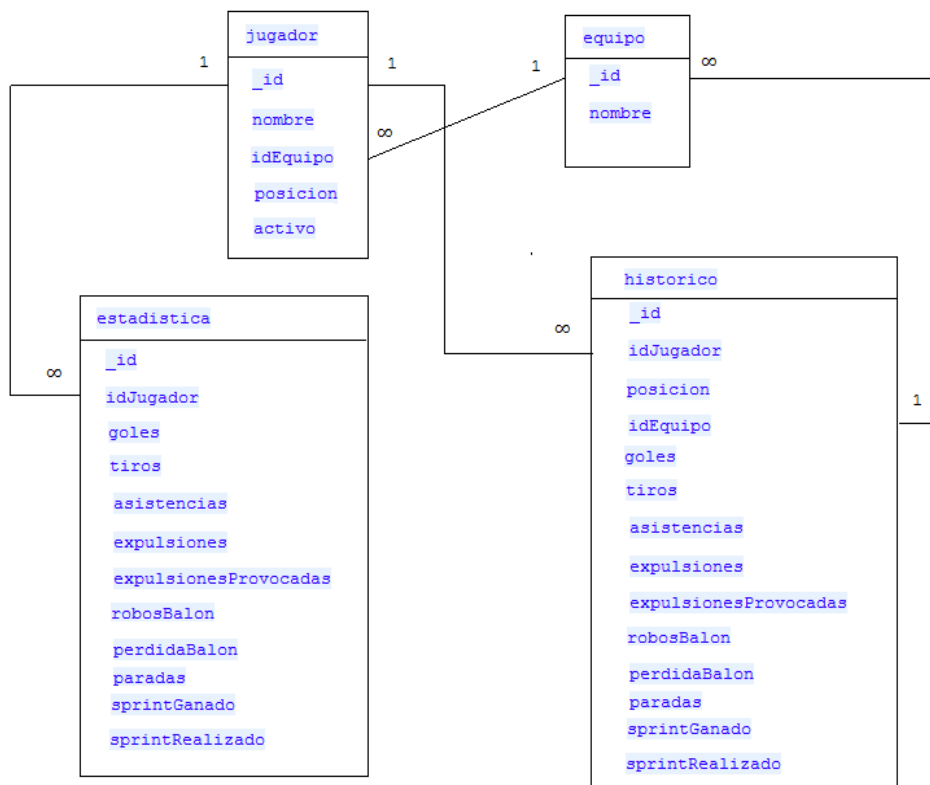 jugador
_id
nombre
idEquipo
posicion
activo
1
1
∞
equipo
_id
nombre
1
∞
estadistica
_id
idJugador
goles
tiros
asistencias
expulsiones
expulsionesProvocadas
robosBalon
perdidaBalon
paradas
sprintGanado
sprintRealizado
∞
historico
_id
idJugador
posicion
idEquipo
goles
tiros
asistencias
expulsiones
expulsionesProvocadas
robosBalon
perdidaBalon
paradas
sprintGanado
sprintRealizado
∞
1